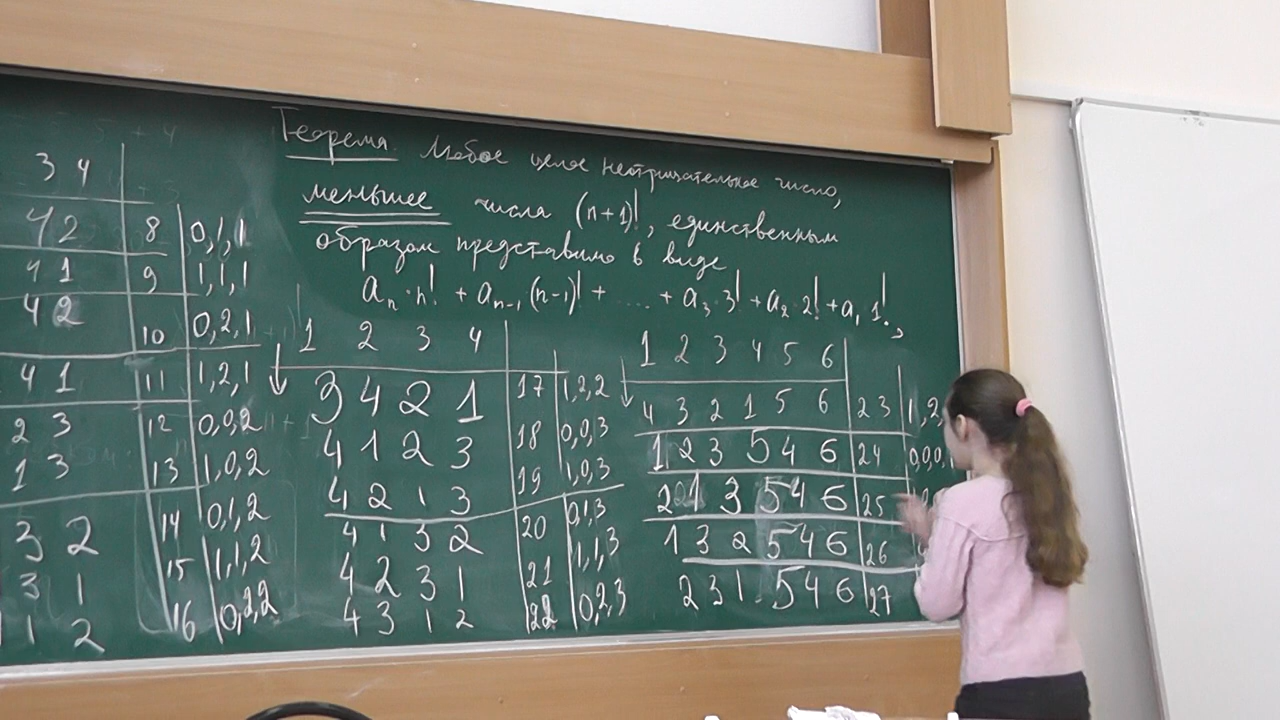 Теорема. Любое целое неотрицательное число,
меньшее числа (n+1)!, единственным
образом представимо в виде
aₙ·n! + aₙ₋₁·(n-1)! + .... + a₃·3! + a₂·2! + a₁·1!,
3 4
4 2 8 0,1,1
4 1 9 1,1,1
4 2 10 0,2,1
4 1 11 1,2,1
2 3 12 0,0,2
1 3 13 1,0,2
3 2 14 0,1,2
3 1 15 1,1,2
1 2 16 0,2,2
1 2 3 4
3 4 2 1 17 1,2,2
4 1 2 3 18 0,0,3
4 2 1 3 19 1,0,3
4 1 3 2 20 0,1,3
4 2 3 1 21 1,1,3
4 3 1 2 22 0,2,3
1 2 3 4 5 6
4 3 2 1 5 6 23 1,2,
1 2 3 5 4 6 24 0,0,0,
2 1 3 5 4 6 25
1 3 2 5 4 6 26
2 3 1 5 4 6 27